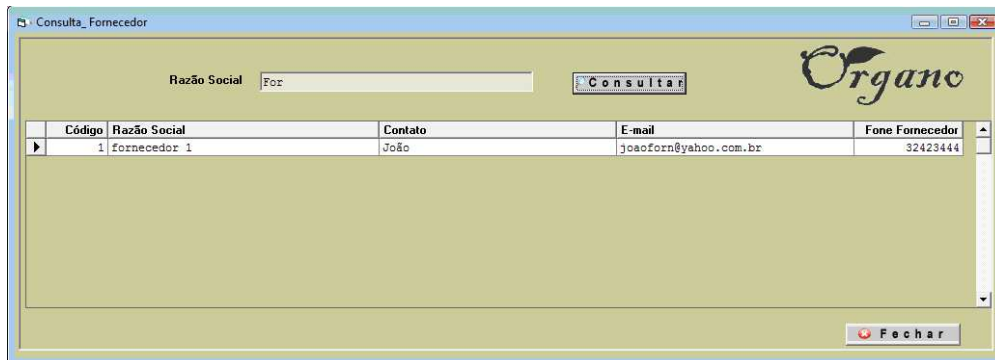 Consulta_ Fornecedor
Organo
Razão Social For Consultar
Código Razão Social Contato E-mail Fone Fornecedor
1 fornecedor 1 João joaoforn@yahoo.com.br 32423444
Fechar